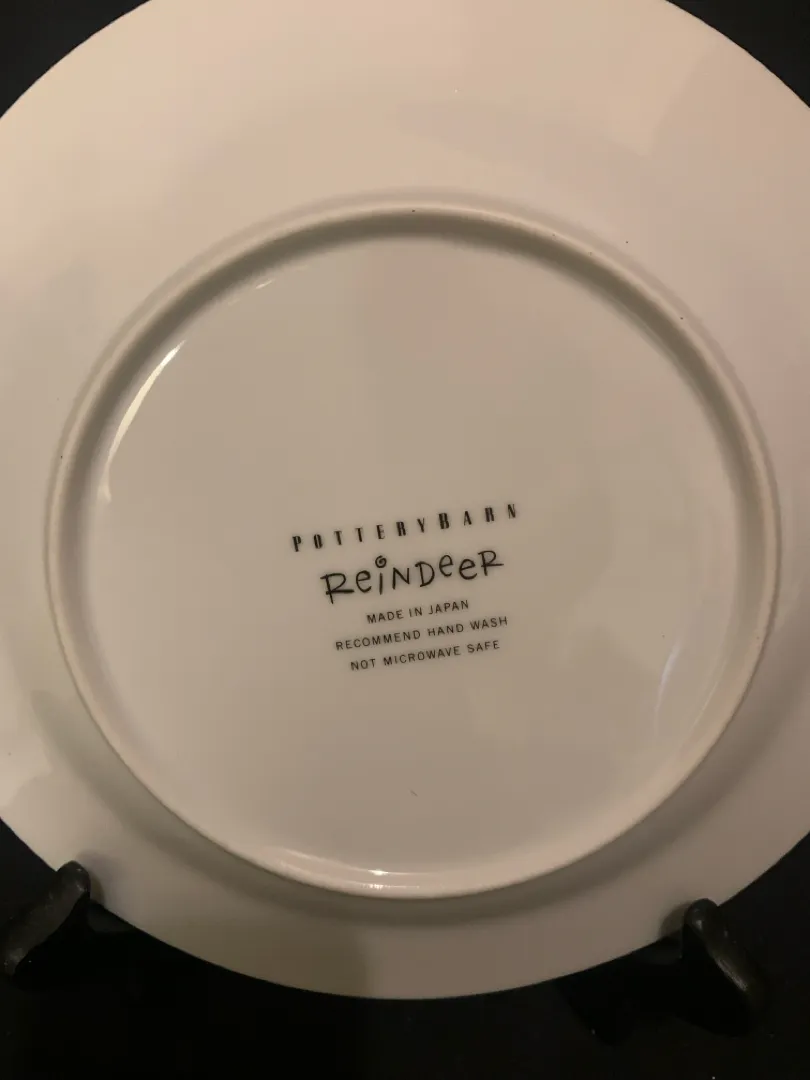 POTTERYBARN
REiNDEeR
MADE IN JAPAN
RECOMMEND HAND WASH
NOT MICROWAVE SAFE